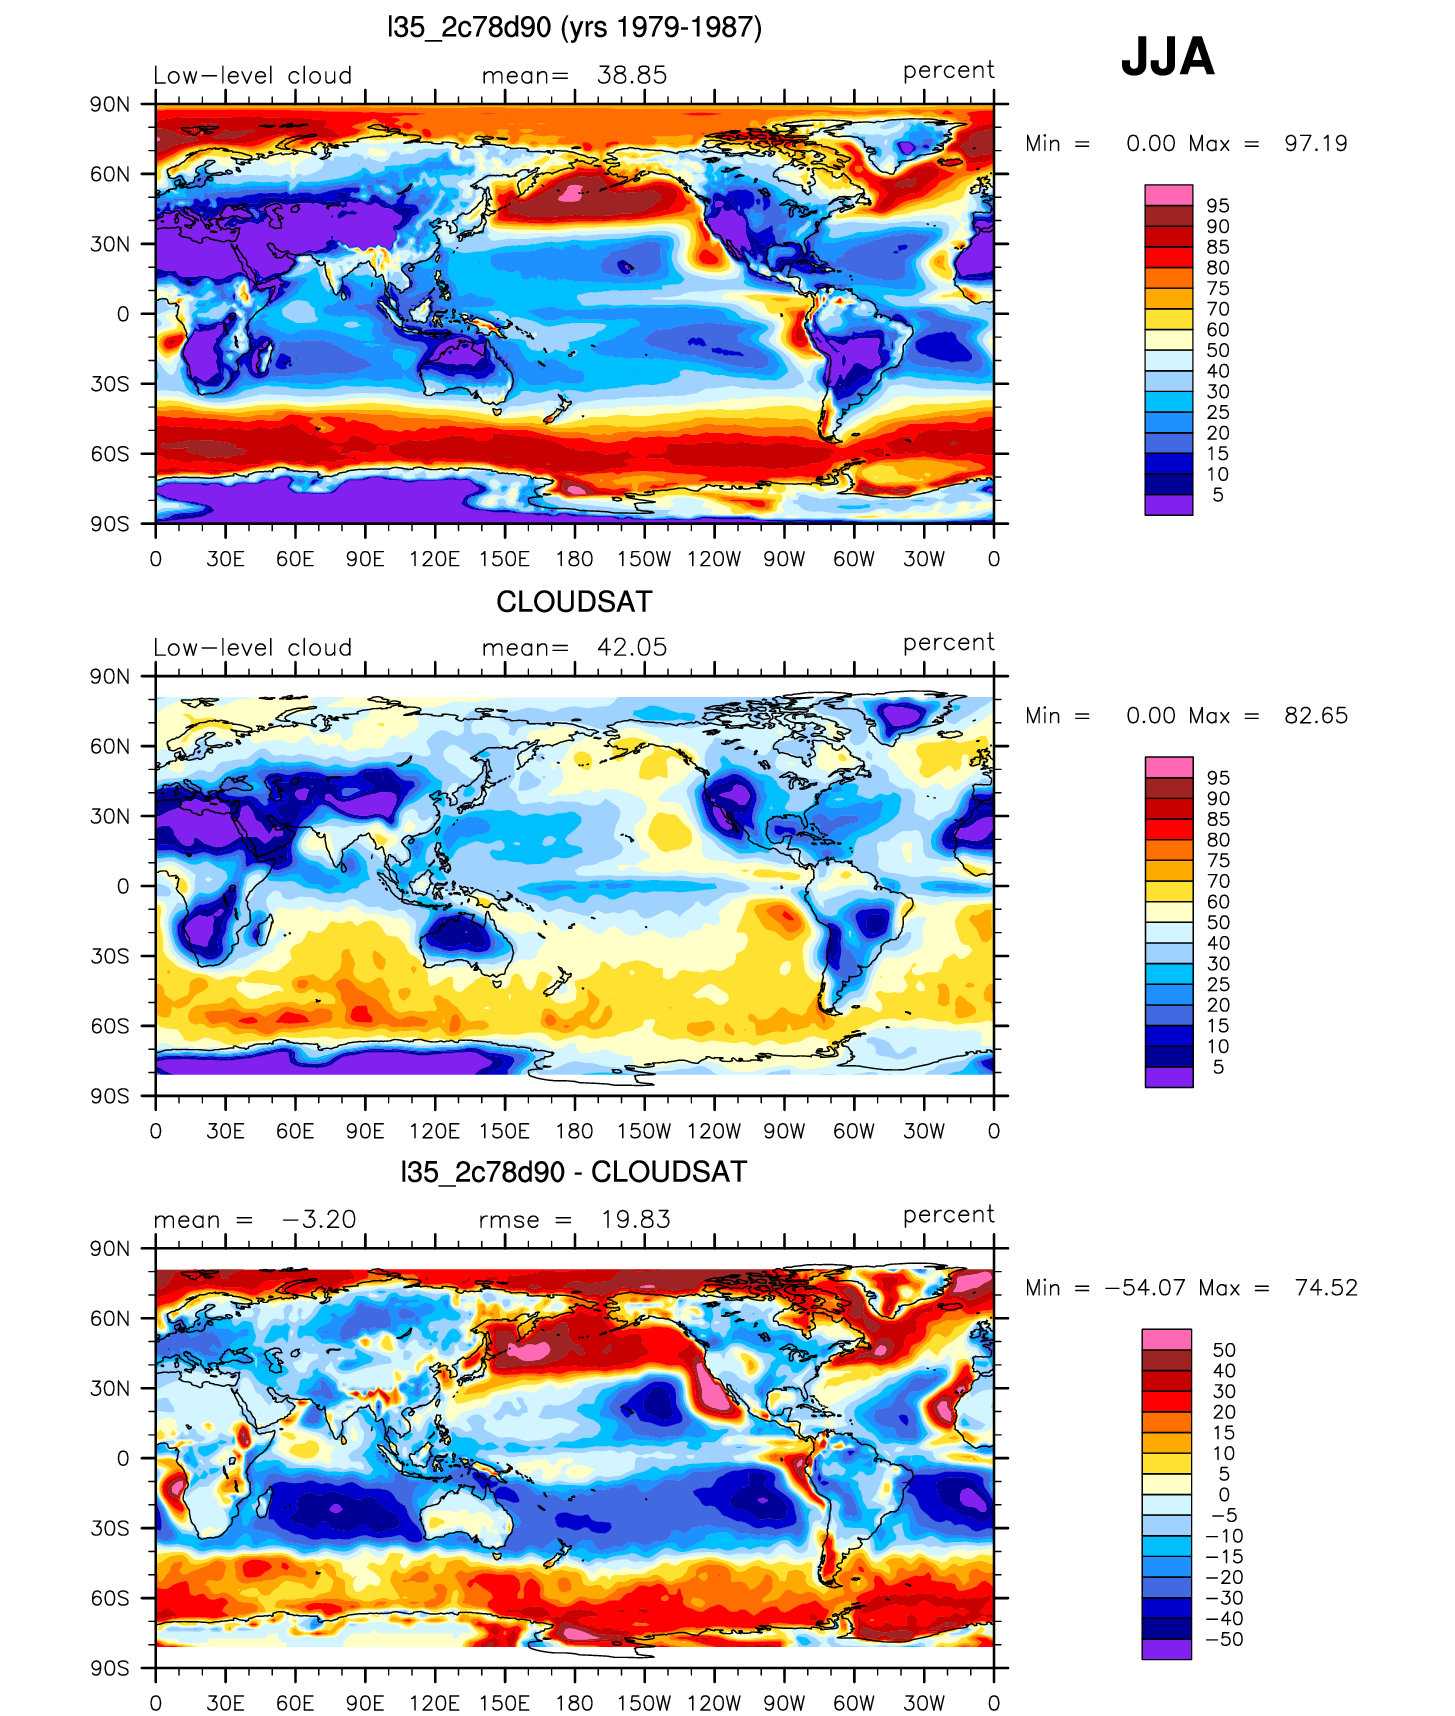 l35_2c78d90 (yrs 1979-1987)
JJA
Low-level cloud mean= 38.85 percent
Min = 0.00 Max = 97.19
90N
60N
30N
0
30S
60S
90S
0 30E 60E 90E 120E 150E 180 150W 120W 90W 60W 30W 0
95
90
85
80
75
70
60
50
40
30
25
20
15
10
5
CLOUDSAT
Low-level cloud mean= 42.05 percent
Min = 0.00 Max = 82.65
90N
60N
30N
0
30S
60S
90S
0 30E 60E 90E 120E 150E 180 150W 120W 90W 60W 30W 0
95
90
85
80
75
70
60
50
40
30
25
20
15
10
5
l35_2c78d90 - CLOUDSAT
mean = -3.20 rmse = 19.83 percent
Min = -54.07 Max = 74.52
90N
60N
30N
0
30S
60S
90S
0 30E 60E 90E 120E 150E 180 150W 120W 90W 60W 30W 0
50
40
30
20
15
10
5
0
-5
-10
-15
-20
-30
-40
-50